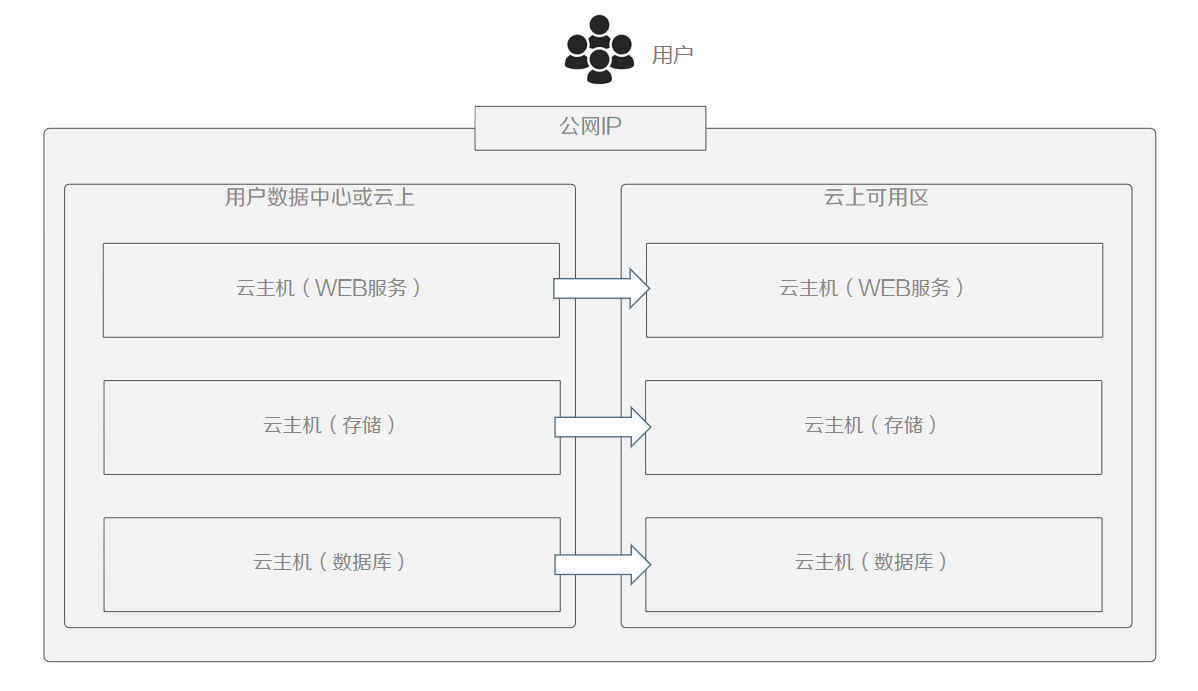 用户
公网IP
用户数据中心或云上
云上可用区
云主机（WEB服务）
云主机（WEB服务）
云主机（存储）
云主机（存储）
云主机（数据库）
云主机（数据库）